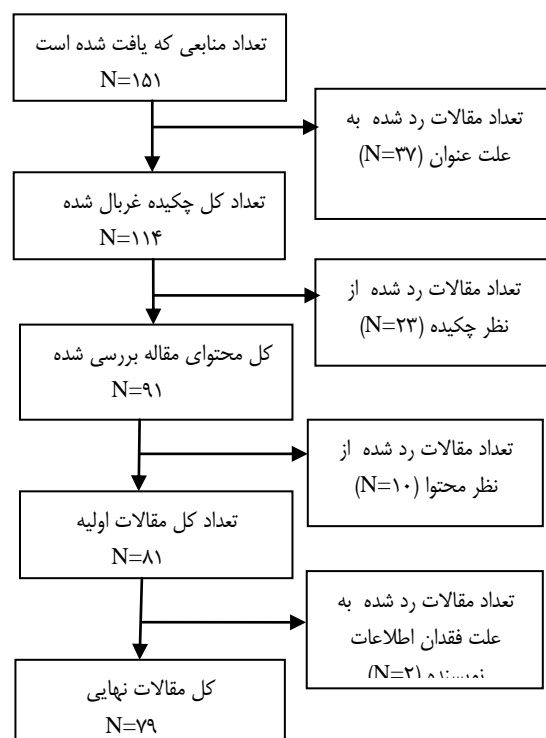 تعداد منابعی که یافت شده است
N=۱۵۱
تعداد مقالات رد شده به
علت عنوان (N=۳۷)
تعداد کل چکیده غربال شده
N=۱۱۴
تعداد مقالات رد شده از
نظر چکیده (N=۲۳)
کل محتوای مقاله بررسی شده
N=۹۱
تعداد مقالات رد شده از
نظر محتوا (N=۱۰)
تعداد کل مقالات اولیه
N=۸۱
تعداد مقالات رد شده به
علت فقدان اطلاعات
نویسنده (N=۲)
کل مقالات نهایی
N=۷۹